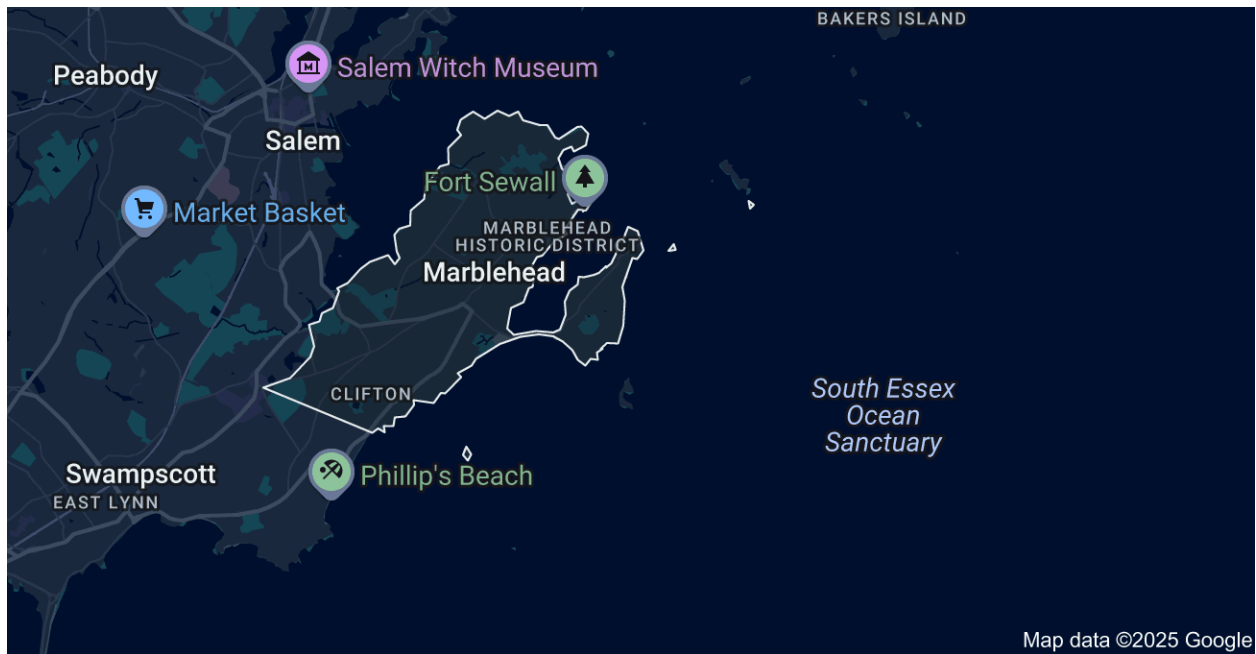 BAKERS ISLAND
Peabody
Salem Witch Museum
Salem
Fort Sewall
Market Basket
MARBLEHEAD
HISTORIC DISTRICT
Marblehead
CLIFTON
South Essex
Ocean
Sanctuary
Swampscott
Phillip's Beach
EAST LYNN
Map data ©2025 Google